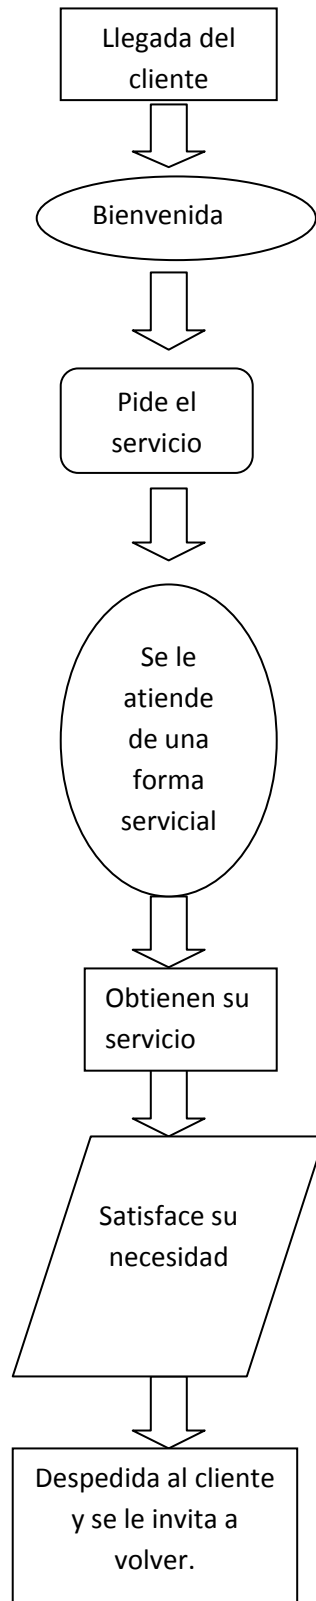 Llegada del
cliente
Bienvenida
Pide el
servicio
Se le
atiende
de una
forma
servicial
Obtienen su
servicio
Satisface su
necesidad
Despedida al cliente
y se le invita a
volver.